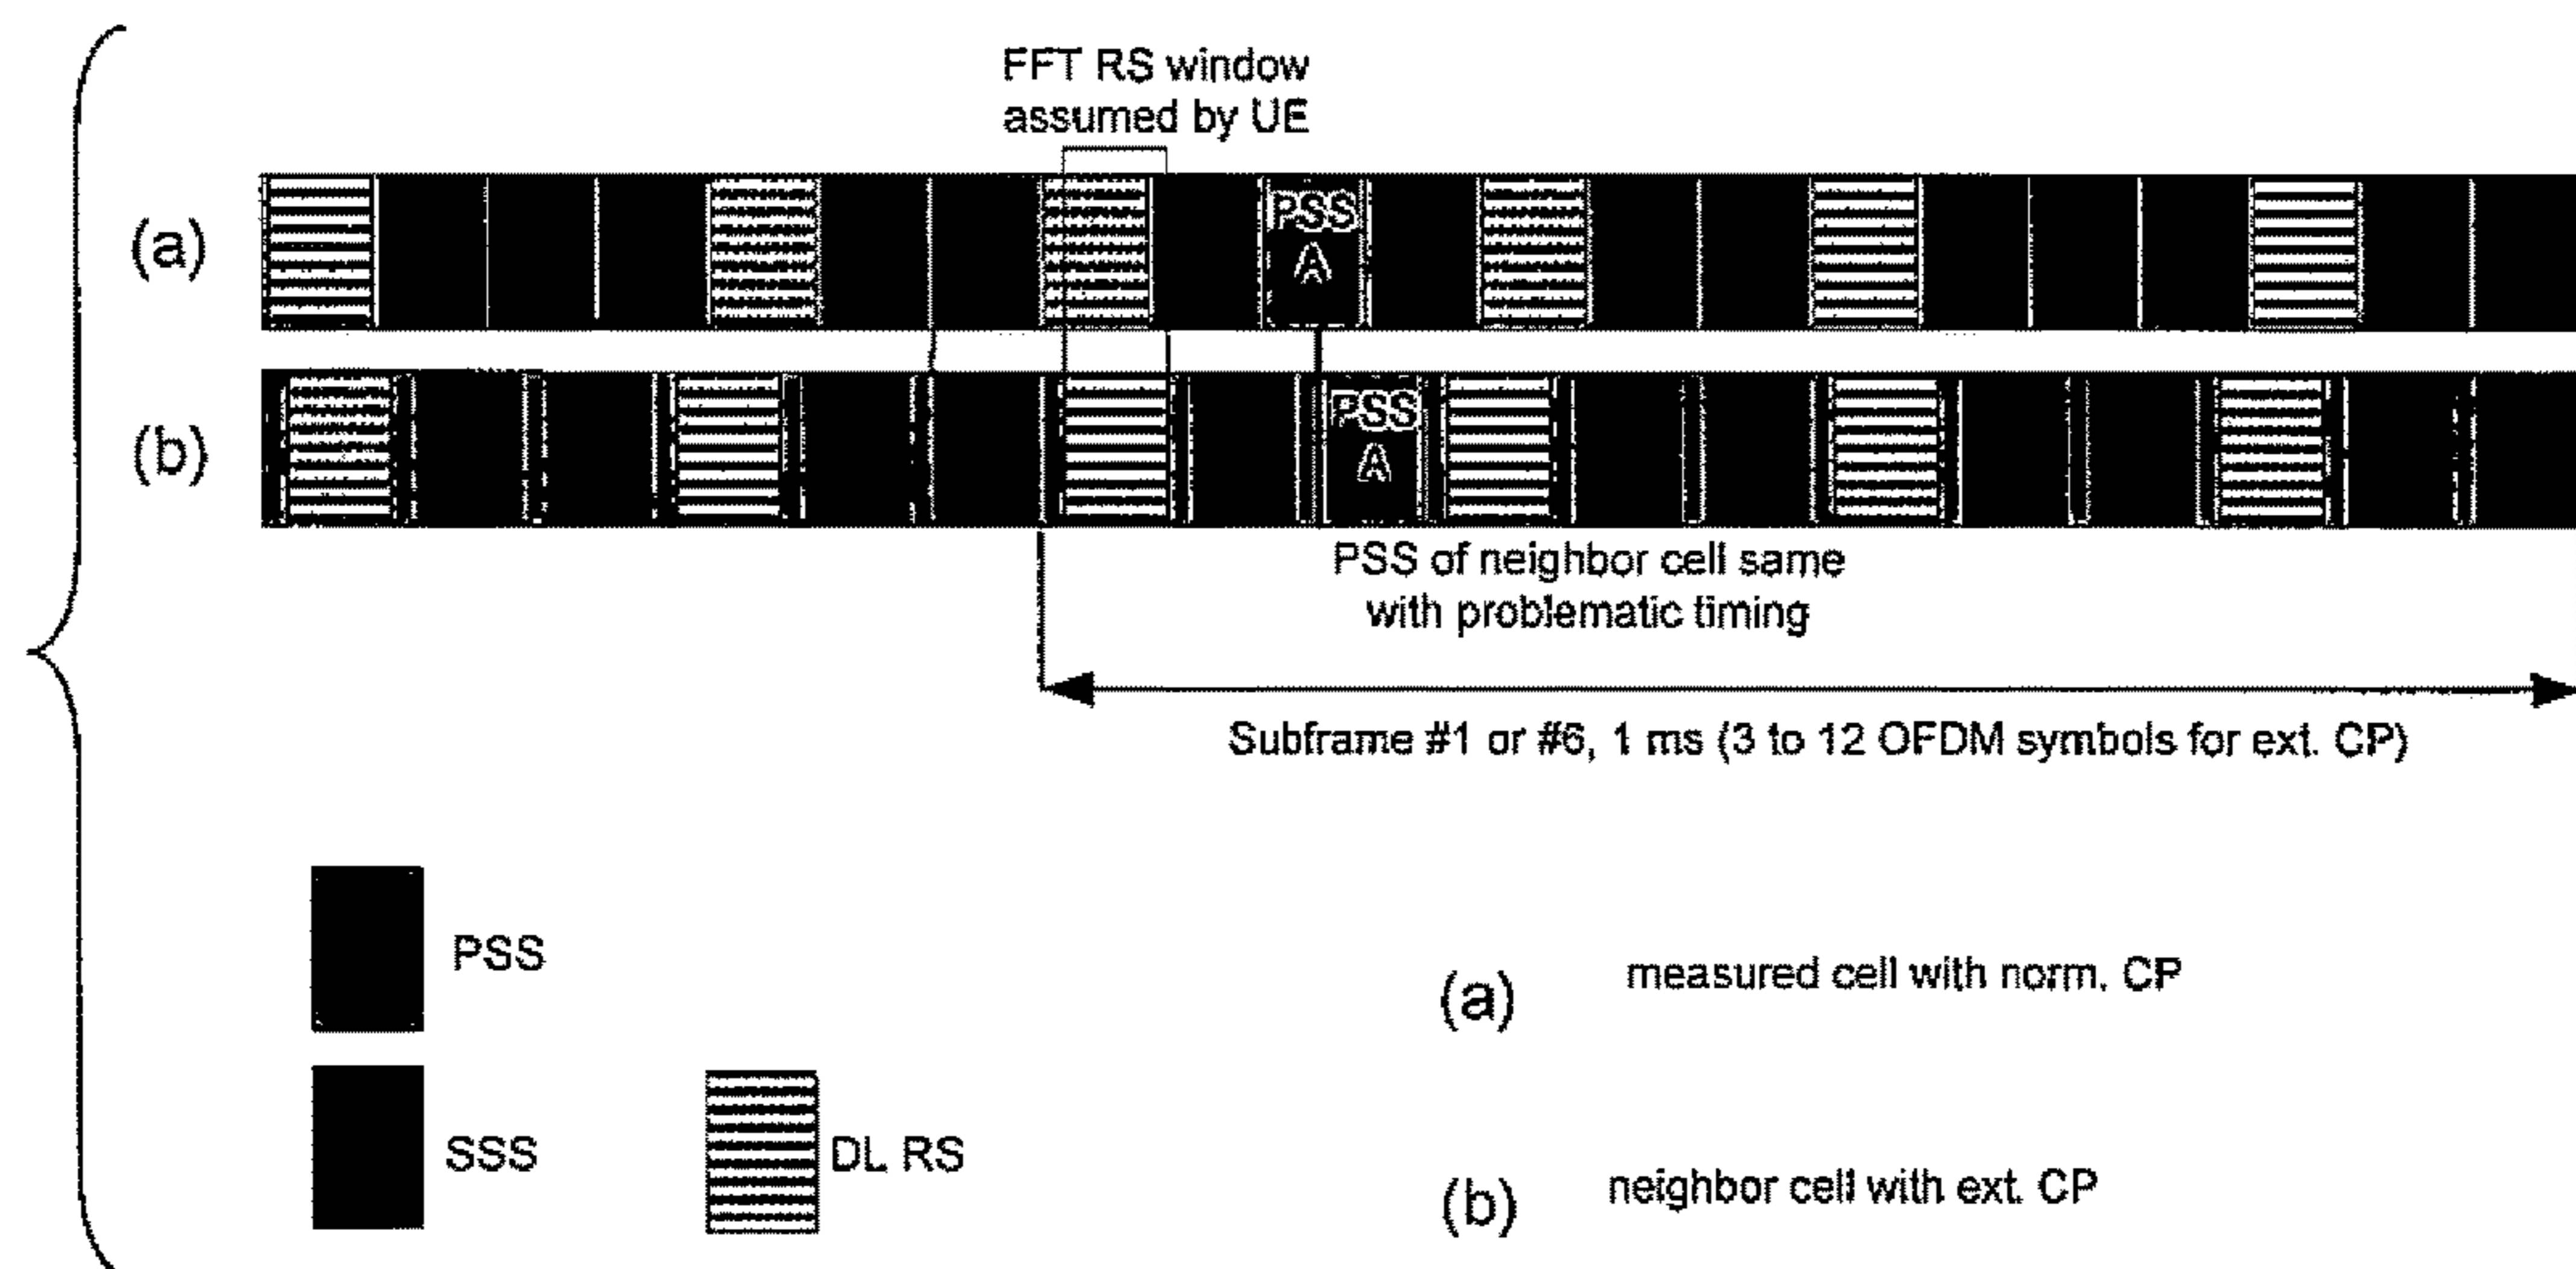 FFT RS window
assumed by UE
(a)
PSS
A
(b)
PSS
A
PSS of neighbor cell same
with problematic timing
Subframe #1 or #6, 1 ms (3 to 12 OFDM symbols for ext. CP)
PSS
SSS
DL RS
(a) measured cell with norm. CP
(b) neighbor cell with ext. CP